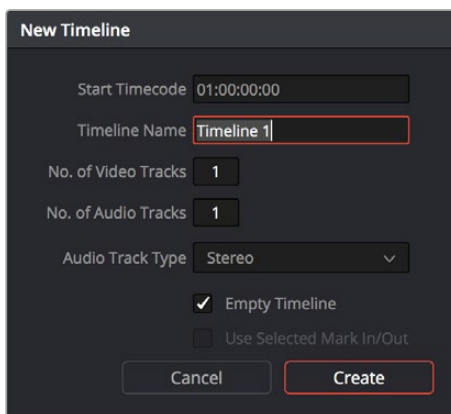 New Timeline
Start Timecode 01:00:00:00
Timeline Name Timeline 1
No. of Video Tracks 1
No. of Audio Tracks 1
Audio Track Type Stereo
Empty Timeline
Use Selected Mark In/Out
Cancel Create